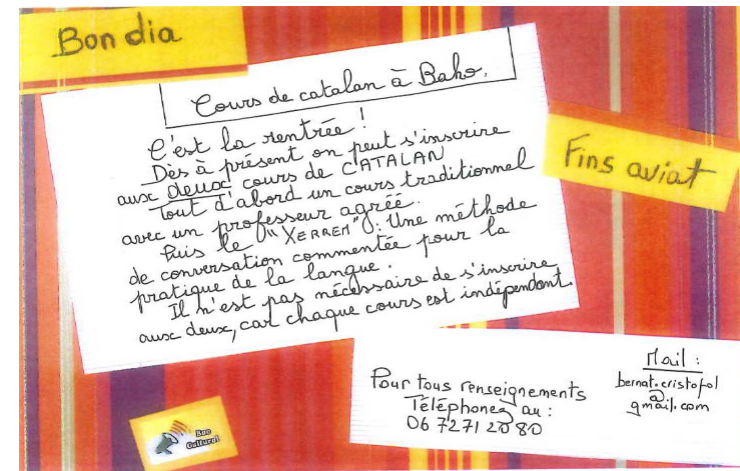 Bon dia
Cours de catalan à Baho.
C'est la rentrée !
Dès à présent on peut s'inscrire
aux deux cours de CATALAN
Tout d'abord un cours traditionnel
avec un professeur agréé.
Puis le "XERREM": Une méthode
de conversation commentée pour la
pratique de la langue.
Il n'est pas nécessaire de s'inscrire
aux deux, car chaque cours est indépendant.
Fins aviat
Pour tous renseignements
Téléphonez au :
06 72 71 20 80
Mail :
bernat.cristofol
@
gmail.com
Bao
Cultural